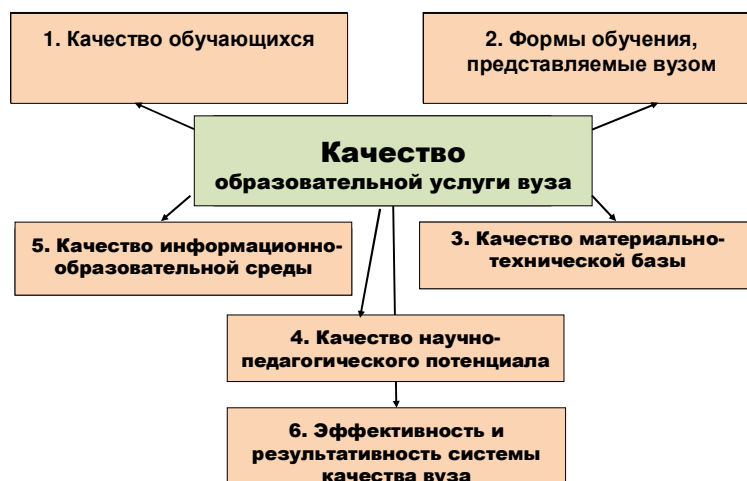 1. Качество обучающихся
2. Формы обучения,
представляемые вузом
Качество
образовательной услуги вуза
5. Качество информационно-
образовательной среды
3. Качество материально-
технической базы
4. Качество научно-
педагогического потенциала
6. Эффективность и
результативность системы
качества вуза